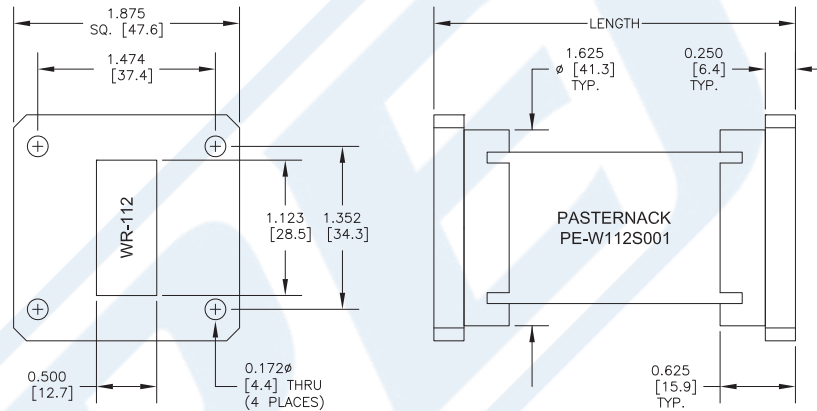 1.875
SQ. [47.6]
1.474
[37.4]
WR-112
1.123
[28.5]
1.352
[34.3]
0.500
[12.7]
0.172ø
[4.4] THRU
(4 PLACES)
LENGTH
1.625
ø [41.3]
TYP.
0.250
[6.4]
TYP.
PASTERNACK
PE-W112S001
0.625
[15.9]
TYP.